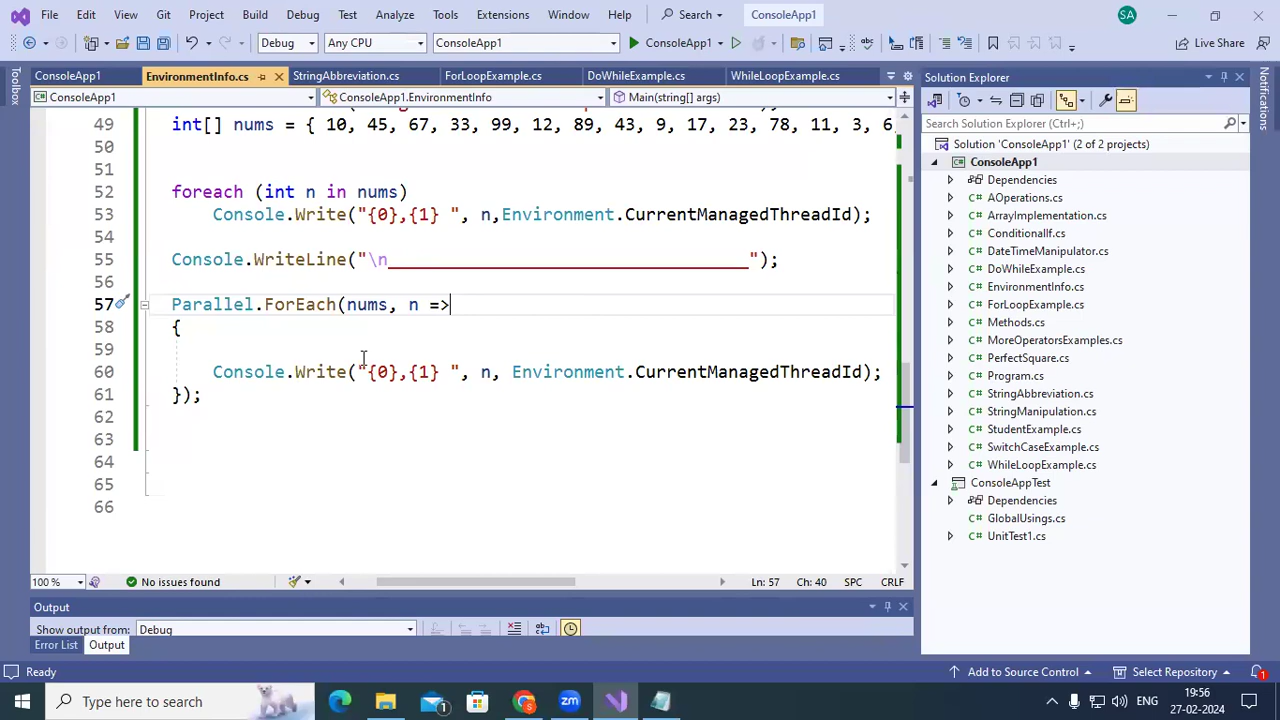 File Edit View Git Project Build Debug Test Analyze Tools Extensions Window Help Search ConsoleApp1 SA
Debug Any CPU ConsoleApp1 ConsoleApp1 Live Share
Toolbox
ConsoleApp1 EnvironmentInfo.cs StringAbbreviation.cs ForLoopExample.cs DoWhileExample.cs WhileLoopExample.cs
ConsoleApp1 ConsoleApp1.EnvironmentInfo Main(string[] args)
49 int[] nums = { 10, 45, 67, 33, 99, 12, 89, 43, 9, 17, 23, 78, 11, 3, 6
50
51
52 foreach (int n in nums)
53 Console.Write("{0},{1} ", n,Environment.CurrentManagedThreadId);
54
55 Console.WriteLine("\n___________________________________");
56
57 Parallel.ForEach(nums, n =>
58 {
59
60 Console.Write("{0},{1} ", n, Environment.CurrentManagedThreadId);
61 });
62
63
64
65
66
100 % No issues found Ln: 57 Ch: 40 SPC CRLF
Output
Show output from: Debug
Error List Output
Solution Explorer
Search Solution Explorer (Ctrl+;)
Solution 'ConsoleApp1' (2 of 2 projects)
ConsoleApp1
Dependencies
C# AOperations.cs
C# ArrayImplementation.cs
C# ConditionalIf.cs
C# DateTimeManipulator.cs
C# DoWhileExample.cs
C# EnvironmentInfo.cs
C# ForLoopExample.cs
C# Methods.cs
C# MoreOperatorsExamples.cs
C# PerfectSquare.cs
C# Program.cs
C# StringAbbreviation.cs
C# StringManipulation.cs
C# StudentExample.cs
C# SwitchCaseExample.cs
C# WhileLoopExample.cs
ConsoleAppTest
Dependencies
C# GlobalUsings.cs
C# UnitTest1.cs
Ready Add to Source Control Select Repository 1
Type here to search 1 S zm ENG 19:56
27-02-2024